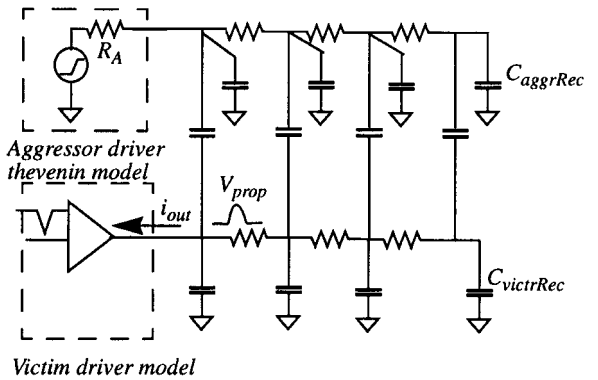 R_A
C_aggrRec
Aggressor driver
thevenin model
V_prop
i_out
C_victrRec
Victim driver model